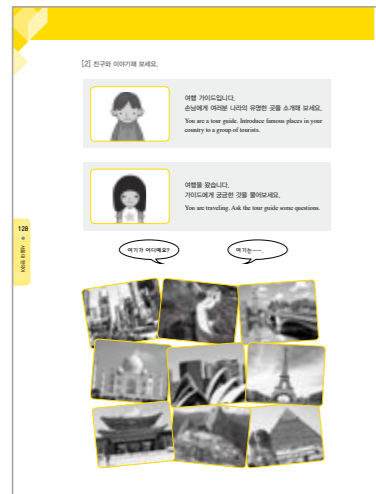 [2] 친구와 이야기해 보세요.
여행 가이드입니다.
손님에게 여러분 나라의 유명한 곳을 소개해 보세요.
You are a tour guide. Introduce famous places in your
country to a group of tourists.
여행을 왔습니다.
가이드에게 궁금한 것을 물어보세요.
You are traveling. Ask the tour guide some questions.
128
여기가 어디예요?
여기는……